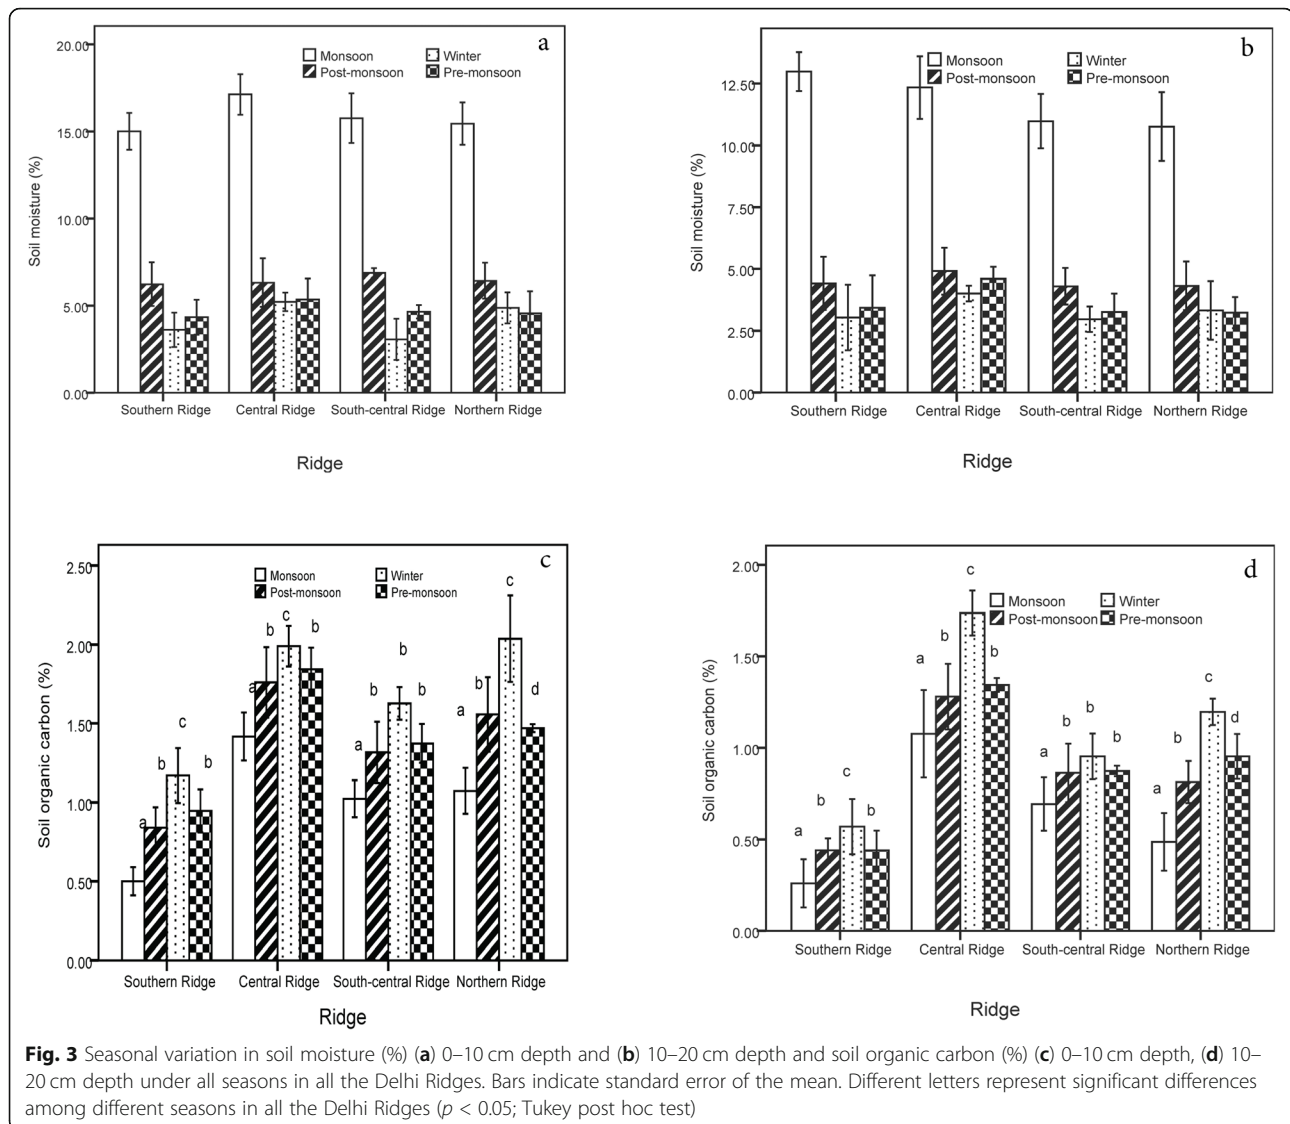 a
Monsoon
Winter
Post-monsoon
Pre-monsoon
20.00
15.00
10.00
5.00
0.00
Soil moisture (%)
Southern Ridge
Central Ridge
South-central Ridge
Northern Ridge
Ridge
b
Monsoon
Winter
Post-monsoon
Pre-monsoon
12.50
10.00
7.50
5.00
2.50
0.00
Soil moisture (%)
Southern Ridge
Central Ridge
South-central Ridge
Northern Ridge
Ridge
c
Monsoon
Winter
Post-monsoon
Pre-monsoon
2.50
2.00
1.50
1.00
0.50
0.00
Soil organic carbon (%)
a b c b
a b c b
a b b b
a b c d
Southern Ridge
Central Ridge
South-central Ridge
Northern Ridge
Ridge
d
Monsoon
Winter
Post-monsoon
Pre-monsoon
2.00
1.50
1.00
0.50
0.00
Soil organic carbon (%)
a b c b
a b c b
a b b b
a b c d
Southern Ridge
Central Ridge
South-central Ridge
Northern Ridge
Ridge
Fig. 3 Seasonal variation in soil moisture (%) (a) 0–10 cm depth and (b) 10–20 cm depth and soil organic carbon (%) (c) 0–10 cm depth, (d) 10–
20 cm depth under all seasons in all the Delhi Ridges. Bars indicate standard error of the mean. Different letters represent significant differences
among different seasons in all the Delhi Ridges (p < 0.05; Tukey post hoc test)